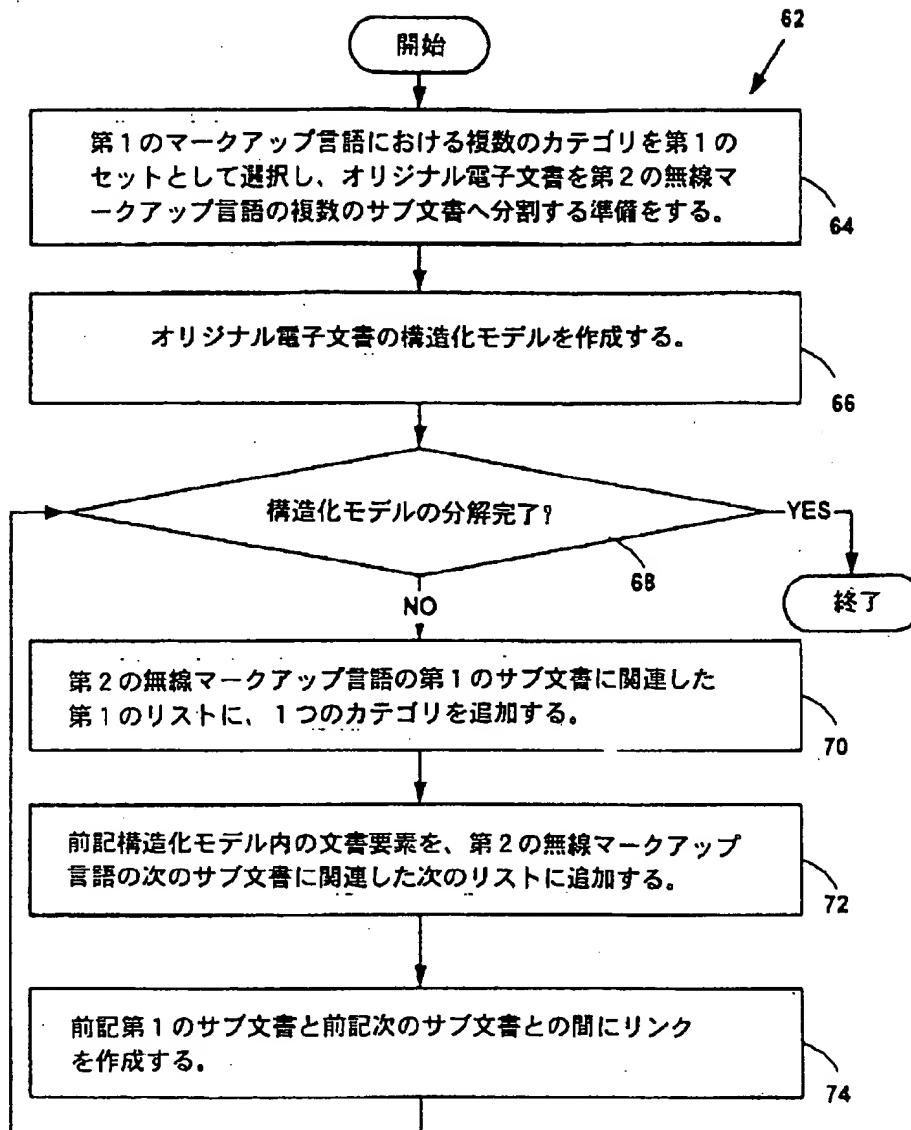 62
開始
第1のマークアップ言語における複数のカテゴリを第1の
セットとして選択し、オリジナル電子文書を第2の無線マ
ークアップ言語の複数のサブ文書へ分割する準備をする。
64
オリジナル電子文書の構造化モデルを作成する。
66
構造化モデルの分解完了?
YES
68
終了
NO
第2の無線マークアップ言語の第1のサブ文書に関連した
第1のリストに、1つのカテゴリを追加する。
70
前記構造化モデル内の文書要素を、第2の無線マークアップ
言語の次のサブ文書に関連した次のリストに追加する。
72
前記第1のサブ文書と前記次のサブ文書との間にリンク
を作成する。
74